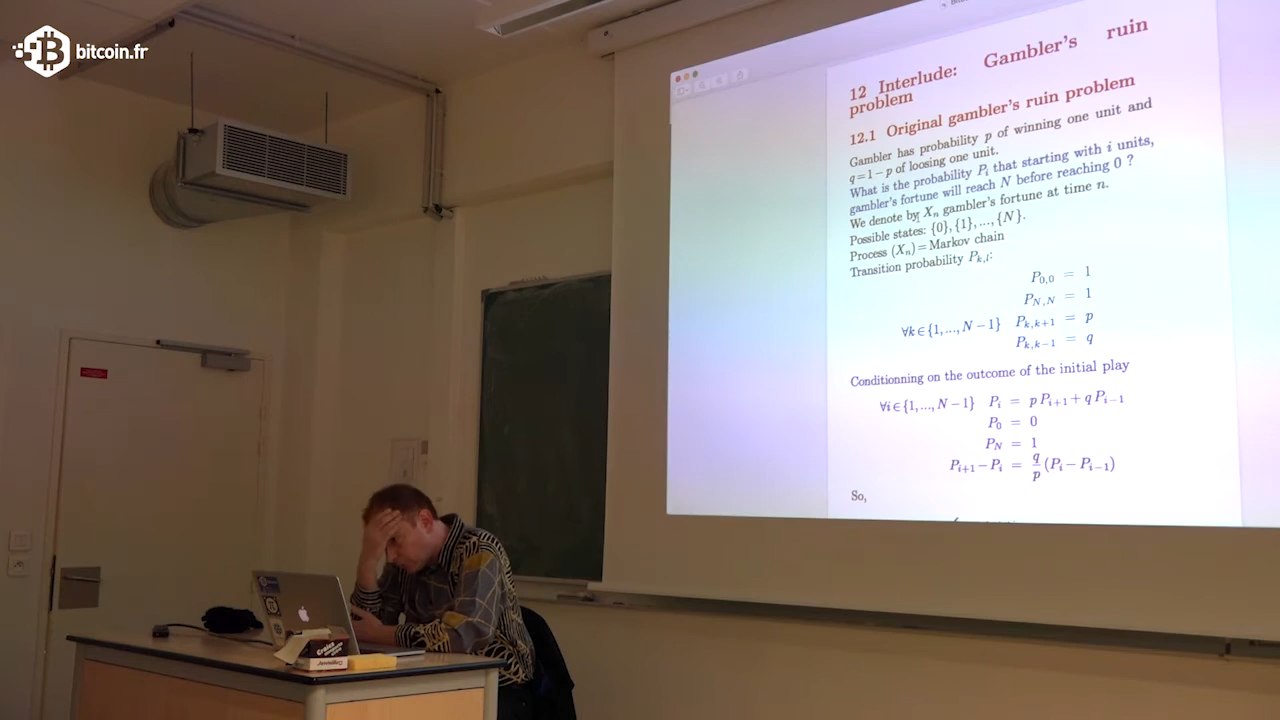 bitcoin.fr
12 Interlude: Gambler's ruin
problem
12.1 Original gambler's ruin problem
Gambler has probability p of winning one unit and
q = 1 − p of loosing one unit.
What is the probability P_i that starting with i units,
gambler's fortune will reach N before reaching 0 ?
We denote by X_n gambler's fortune at time n.
Possible states: {0}, {1}, ..., {N}.
Process (X_n) = Markov chain
Transition probability P_{k,l}:
P_{0,0} = 1
P_{N,N} = 1
∀k ∈ {1, ..., N − 1} P_{k,k+1} = p
P_{k,k−1} = q
Conditionning on the outcome of the initial play
∀i ∈ {1, ..., N − 1} P_i = p P_{i+1} + q P_{i−1}
P_0 = 0
P_N = 1
P_{i+1} − P_i = q/p (P_i − P_{i−1})
So,